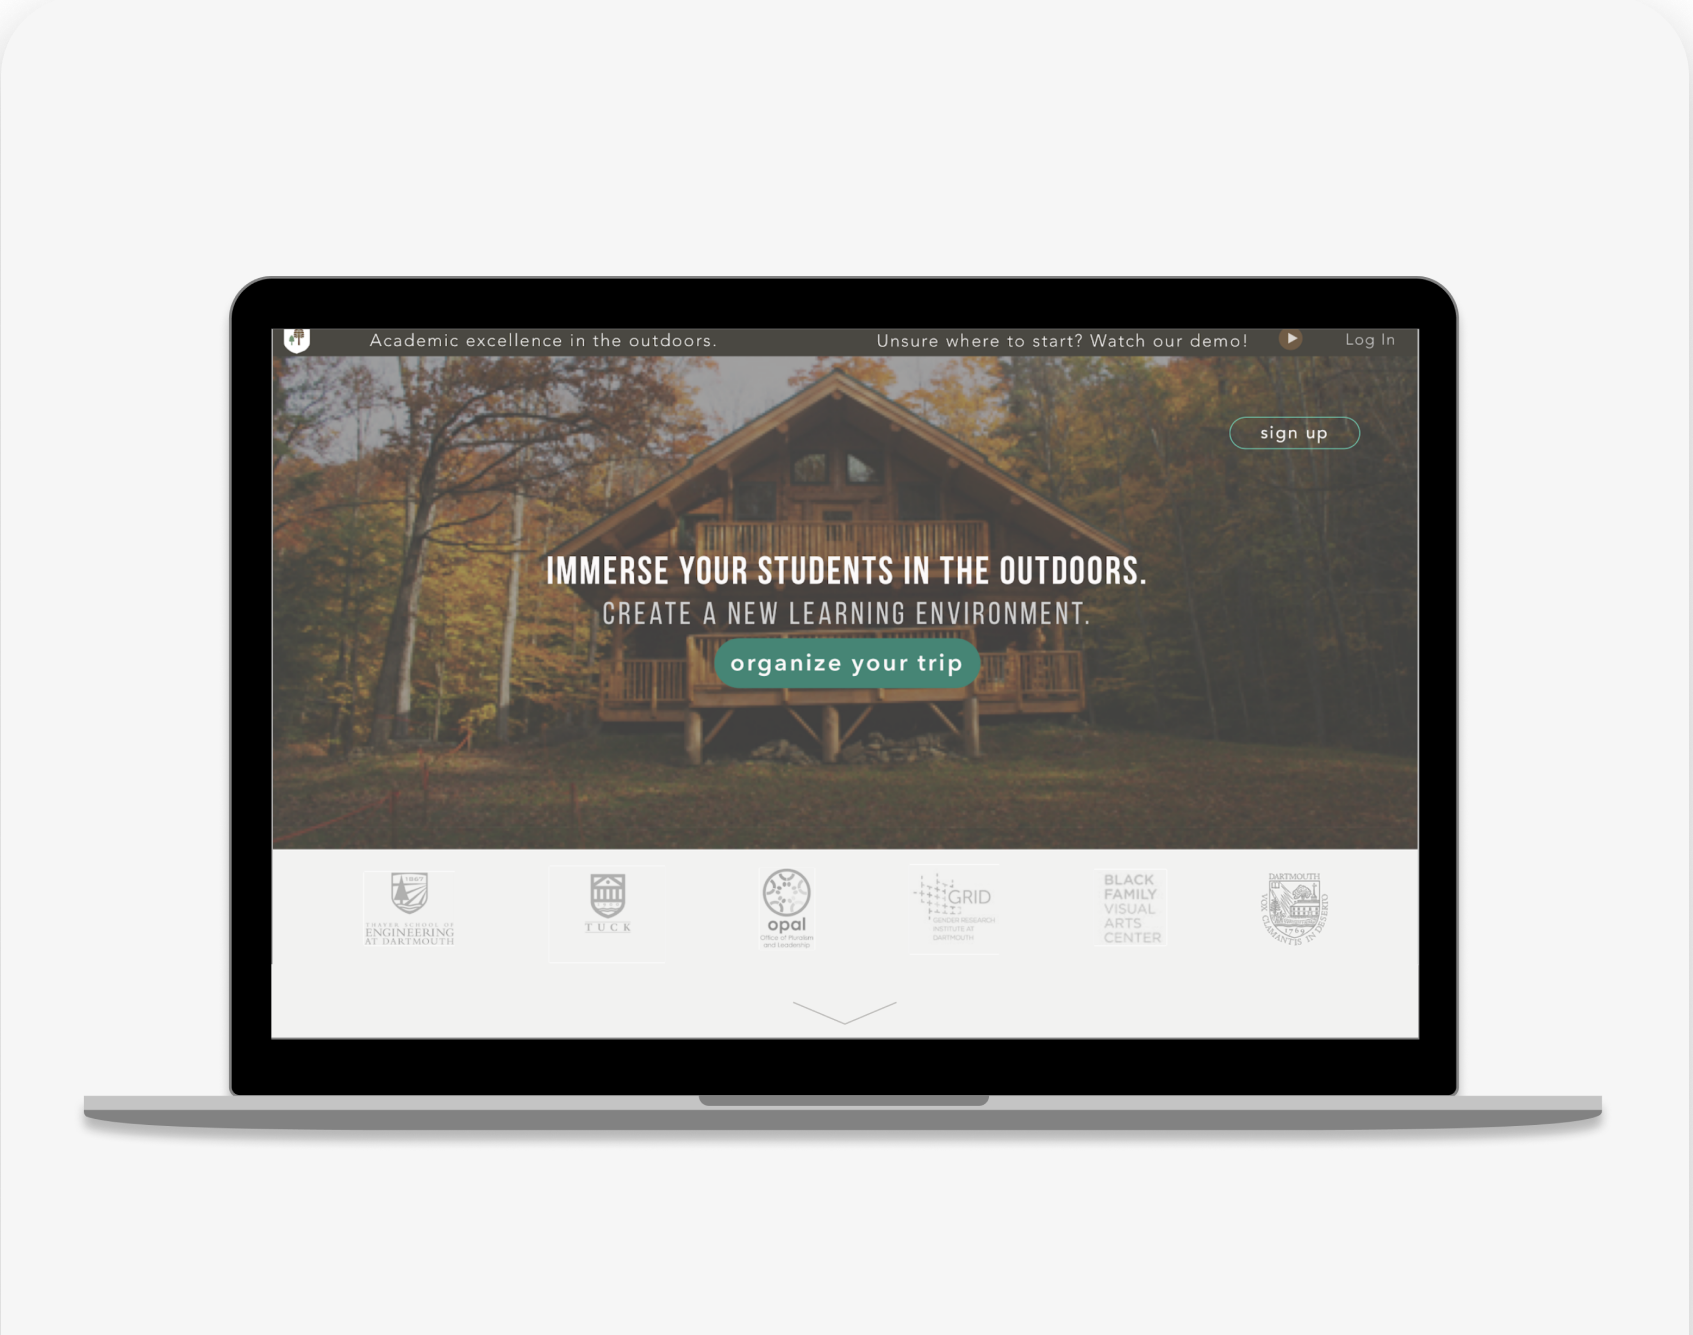 Academic excellence in the outdoors.
Unsure where to start? Watch our demo!
Log In
sign up
IMMERSE YOUR STUDENTS IN THE OUTDOORS.
CREATE A NEW LEARNING ENVIRONMENT.
organize your trip
1867
THAYER SCHOOL OF
ENGINEERING
AT DARTMOUTH
TUCK
opal
Office of Pluralism
and Leadership
GRID
GENDER RESEARCH
INSTITUTE AT
DARTMOUTH
BLACK
FAMILY
VISUAL
ARTS
CENTER
DARTMOUTH
VOX CLAMANTIS IN DESERTO
1769